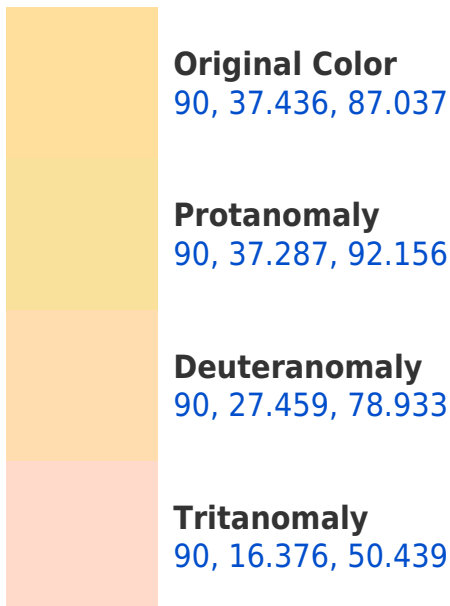 Original Color
90, 37.436, 87.037
Protanomaly
90, 37.287, 92.156
Deuteranomaly
90, 27.459, 78.933
Tritanomaly
90, 16.376, 50.439